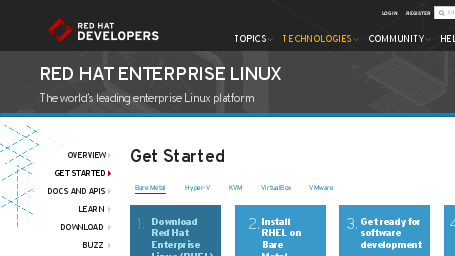 LOGIN REGISTER
RED HAT
DEVELOPERS
TOPICS TECHNOLOGIES COMMUNITY HEL
RED HAT ENTERPRISE LINUX
The world's leading enterprise Linux platform
OVERVIEW
GET STARTED
DOCS AND APIS
LEARN
DOWNLOAD
BUZZ
Get Started
Bare Metal Hyper-V KVM VirtualBox VMware
1. Download
Red Hat
Enterprise
Linux (RHEL)
2. Install
RHEL on
Bare
Metal
3. Get ready for
software
development
4